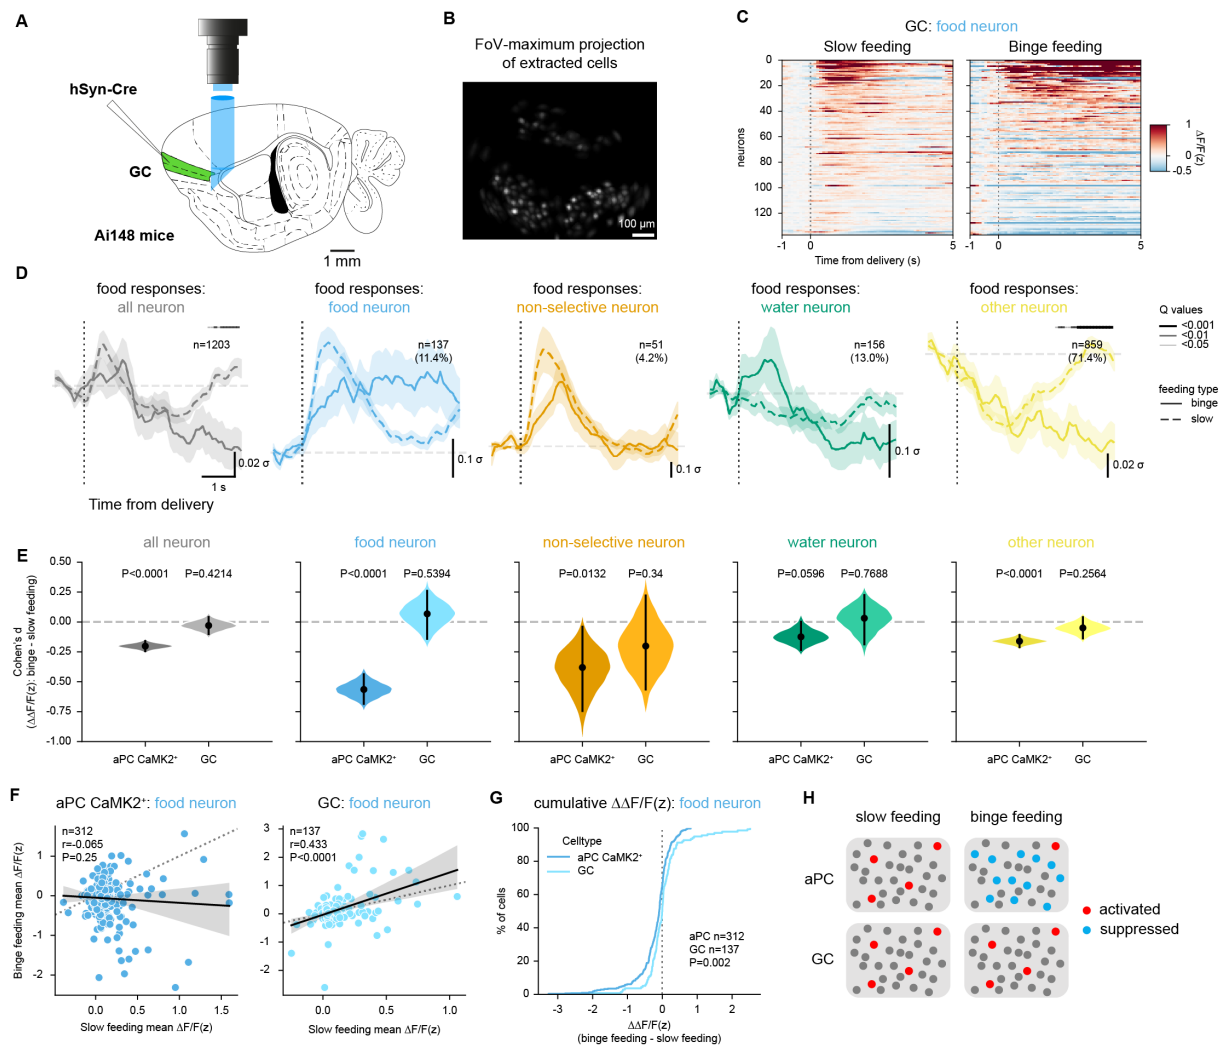 A
hSyn-Cre
GC
Ai148 mice
1 mm
B
FoV-maximum projection
of extracted cells
100 µm
C
GC: food neuron
Slow feeding
Binge feeding
neurons
0
20
40
60
80
100
120
-1
0
5
-1
0
5
Time from delivery (s)
1
0
-0.5
ΔF/F(z)
D
food responses:
all neuron
n=1203
0.02 σ
1 s
Time from delivery
food responses:
food neuron
n=137
(11.4%)
0.1 σ
food responses:
non-selective neuron
n=51
(4.2%)
0.1 σ
food responses:
water neuron
n=156
(13.0%)
0.1 σ
food responses:
other neuron
n=859
(71.4%)
0.02 σ
Q values
<0.001
<0.01
<0.05
feeding type
binge
slow
E
Cohen's d
(ΔΔF/F(z): binge - slow feeding)
0.50
0.25
0.00
-0.25
-0.50
-0.75
-1.00
all neuron
P<0.0001 P=0.4214
aPC CaMK2⁺ GC
food neuron
P<0.0001 P=0.5394
aPC CaMK2⁺ GC
non-selective neuron
P=0.0132 P=0.34
aPC CaMK2⁺ GC
water neuron
P=0.0596 P=0.7688
aPC CaMK2⁺ GC
other neuron
P<0.0001 P=0.2564
aPC CaMK2⁺ GC
F
aPC CaMK2⁺: food neuron
n=312
r=-0.065
P=0.25
Binge feeding mean ΔF/F(z)
1
0
-1
-2
0.0 0.5 1.0 1.5
Slow feeding mean ΔF/F(z)
GC: food neuron
n=137
r=0.433
P<0.0001
3
2
1
0
-1
-2
0.0 0.5 1.0
Slow feeding mean ΔF/F(z)
G
cumulative ΔΔF/F(z): food neuron
Celltype
aPC CaMK2⁺
GC
% of cells
100
80
60
40
20
0
aPC n=312
GC n=137
P=0.002
-3 -2 -1 0 1 2
ΔΔF/F(z)
(binge feeding - slow feeding)
H
slow feeding binge feeding
aPC
GC
activated
suppressed